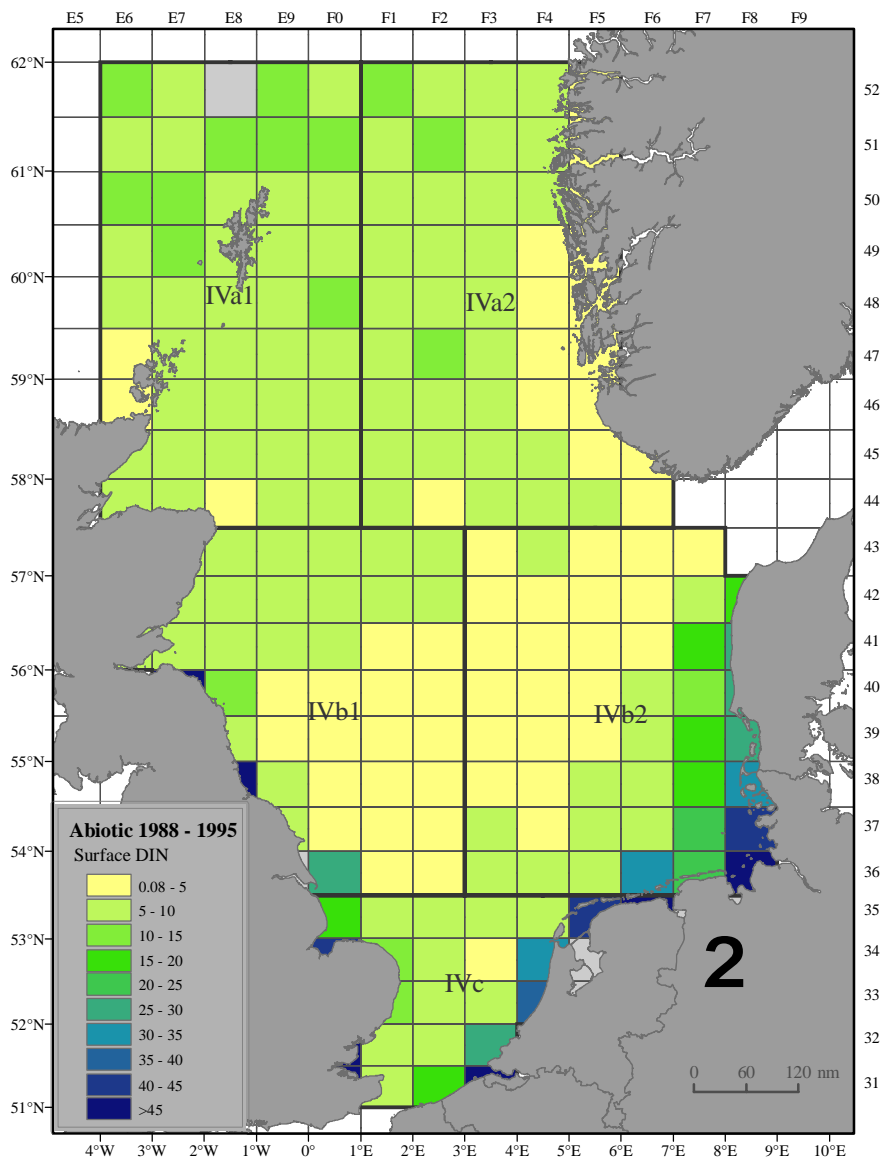 E5 E6 E7 E8 E9 F0 F1 F2 F3 F4 F5 F6 F7 F8 F9
62°N
52
51
61°N
50
49
60°N
IVa1 IVa2
48
47
59°N
46
45
58°N
44
43
57°N
42
41
56°N
40
IVb1 IVb2
39
55°N
38
Abiotic 1988 - 1995
37
Surface DIN
54°N
36
0.08 - 5
5 - 10
35
10 - 15
53°N
15 - 20
2
34
20 - 25
IVc
25 - 30
33
52°N
30 - 35
32
35 - 40
0 60 120 nm
40 - 45
31
>45
51°N
4°W 3°W 2°W 1°W 0° 1°E 2°E 3°E 4°E 5°E 6°E 7°E 8°E 9°E 10°E